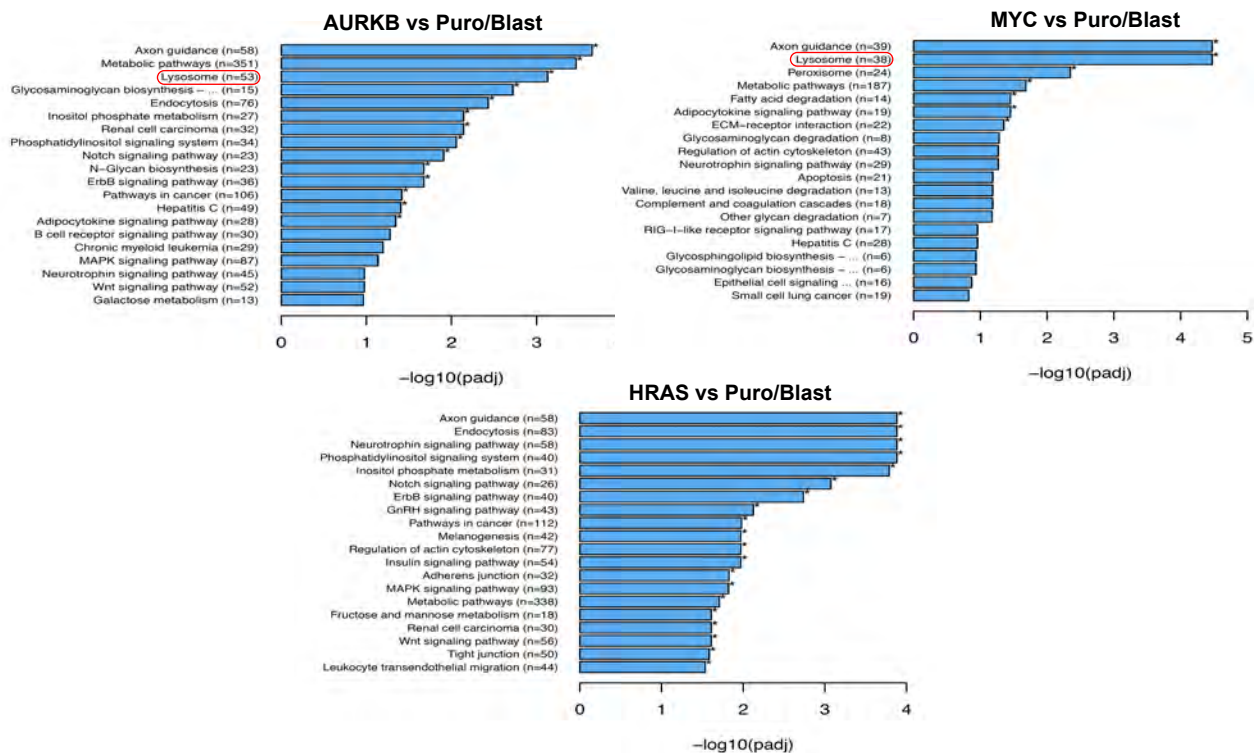 AURKB vs Puro/Blast
Axon guidance (n=58)
Metabolic pathways (n=351)
Lysosome (n=53)
Glycosaminoglycan biosynthesis − ... (n=15)
Endocytosis (n=76)
Inositol phosphate metabolism (n=27)
Renal cell carcinoma (n=32)
Phosphatidylinositol signaling system (n=34)
Notch signaling pathway (n=23)
N−Glycan biosynthesis (n=23)
ErbB signaling pathway (n=36)
Pathways in cancer (n=106)
Hepatitis C (n=49)
Adipocytokine signaling pathway (n=28)
B cell receptor signaling pathway (n=30)
Chronic myeloid leukemia (n=29)
MAPK signaling pathway (n=87)
Neurotrophin signaling pathway (n=45)
Wnt signaling pathway (n=52)
Galactose metabolism (n=13)
0 1 2 3
−log10(padj)
MYC vs Puro/Blast
Axon guidance (n=39)
Lysosome (n=38)
Peroxisome (n=24)
Metabolic pathways (n=187)
Fatty acid degradation (n=14)
Adipocytokine signaling pathway (n=19)
ECM−receptor interaction (n=22)
Glycosaminoglycan degradation (n=8)
Regulation of actin cytoskeleton (n=43)
Neurotrophin signaling pathway (n=29)
Apoptosis (n=21)
Valine, leucine and isoleucine degradation (n=13)
Complement and coagulation cascades (n=18)
Other glycan degradation (n=7)
RIG−I−like receptor signaling pathway (n=17)
Hepatitis C (n=28)
Glycosphingolipid biosynthesis − ... (n=6)
Glycosaminoglycan biosynthesis − ... (n=6)
Epithelial cell signaling ... (n=16)
Small cell lung cancer (n=19)
0 1 2 3 4 5
−log10(padj)
HRAS vs Puro/Blast
Axon guidance (n=58)
Endocytosis (n=83)
Neurotrophin signaling pathway (n=58)
Phosphatidylinositol signaling system (n=40)
Inositol phosphate metabolism (n=31)
Notch signaling pathway (n=26)
ErbB signaling pathway (n=40)
GnRH signaling pathway (n=43)
Pathways in cancer (n=112)
Melanogenesis (n=42)
Regulation of actin cytoskeleton (n=77)
Insulin signaling pathway (n=54)
Adherens junction (n=32)
MAPK signaling pathway (n=93)
Metabolic pathways (n=338)
Fructose and mannose metabolism (n=18)
Renal cell carcinoma (n=30)
Wnt signaling pathway (n=56)
Tight junction (n=50)
Leukocyte transendothelial migration (n=44)
0 1 2 3 4
−log10(padj)